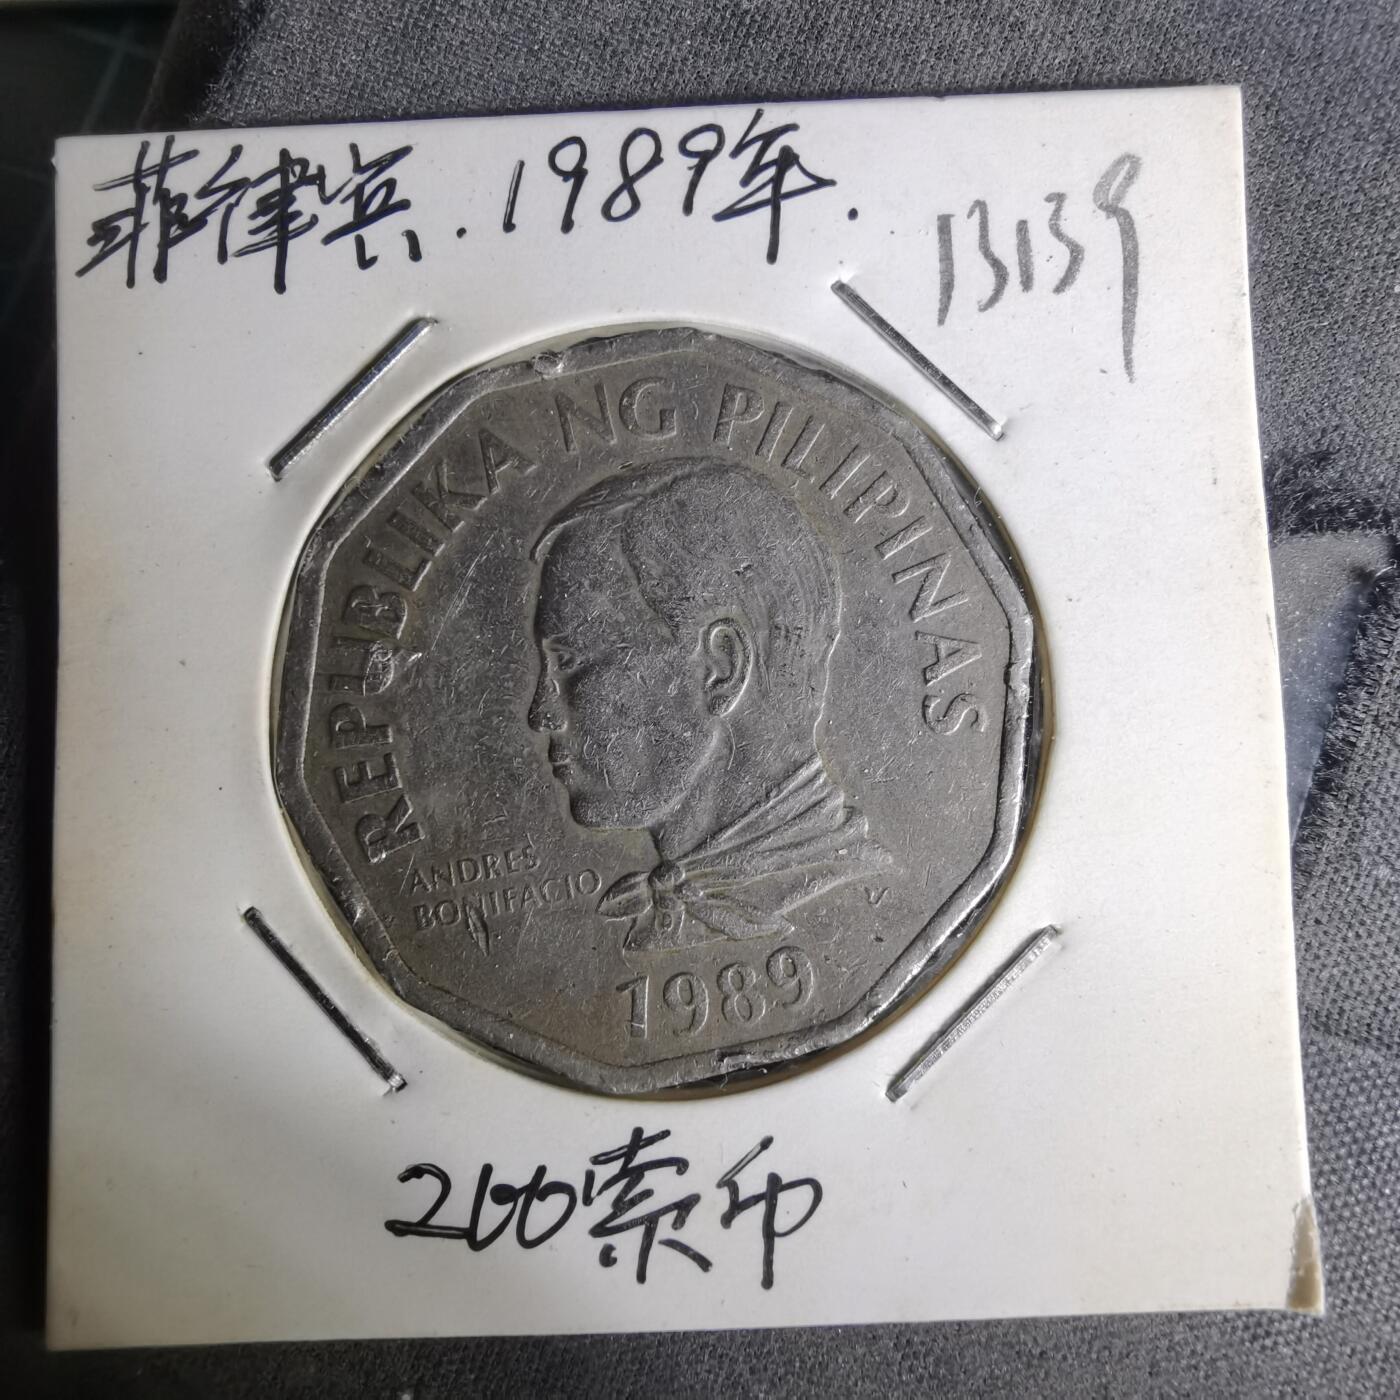 菲律宾.1989年.
13139
REPUBLIKA NG PILIPINAS
ANDRES
BONIFACIO
1989
2比索币